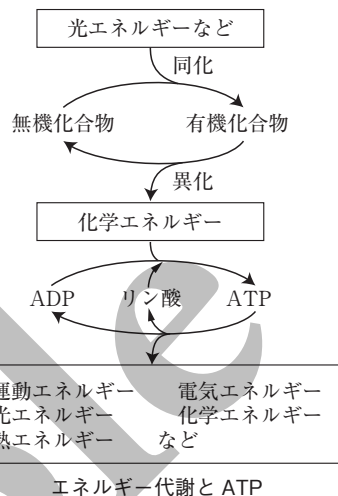 光エネルギーなど
同化
無機化合物 有機化合物
異化
化学エネルギー
ADP リン酸 ATP
運動エネルギー 電気エネルギー
光エネルギー 化学エネルギー
熱エネルギー など
エネルギー代謝と ATP